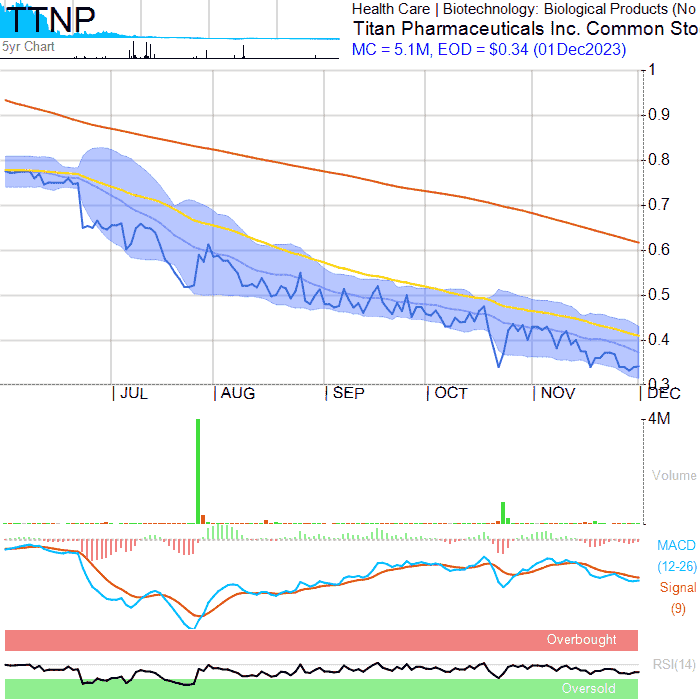 TTNP
5yr Chart
Health Care | Biotechnology: Biological Products (No
Titan Pharmaceuticals Inc. Common Sto
MC = 5.1M, EOD = $0.34 (01Dec2023)
1
0.9
0.8
0.7
0.6
0.5
0.4
0.3
JUL
AUG
SEP
OCT
NOV
DEC
4M
Volume
MACD
(12-26)
Signal
(9)
Overbought
RSI(14)
Oversold